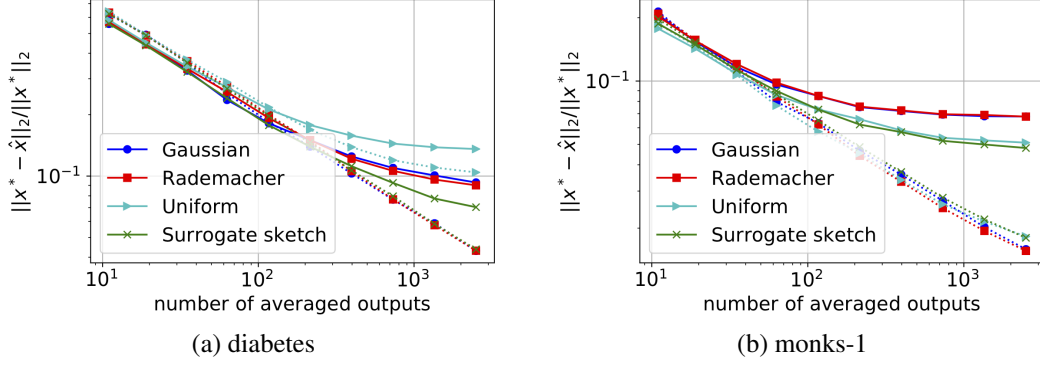 ||x* − x̂||₂/||x*||₂
10⁻¹
Gaussian
Rademacher
Uniform
Surrogate sketch
10¹ 10² 10³
number of averaged outputs
(a) diabetes
||x* − x̂||₂/||x*||₂
10⁻¹
Gaussian
Rademacher
Uniform
Surrogate sketch
10¹ 10² 10³
number of averaged outputs
(b) monks-1